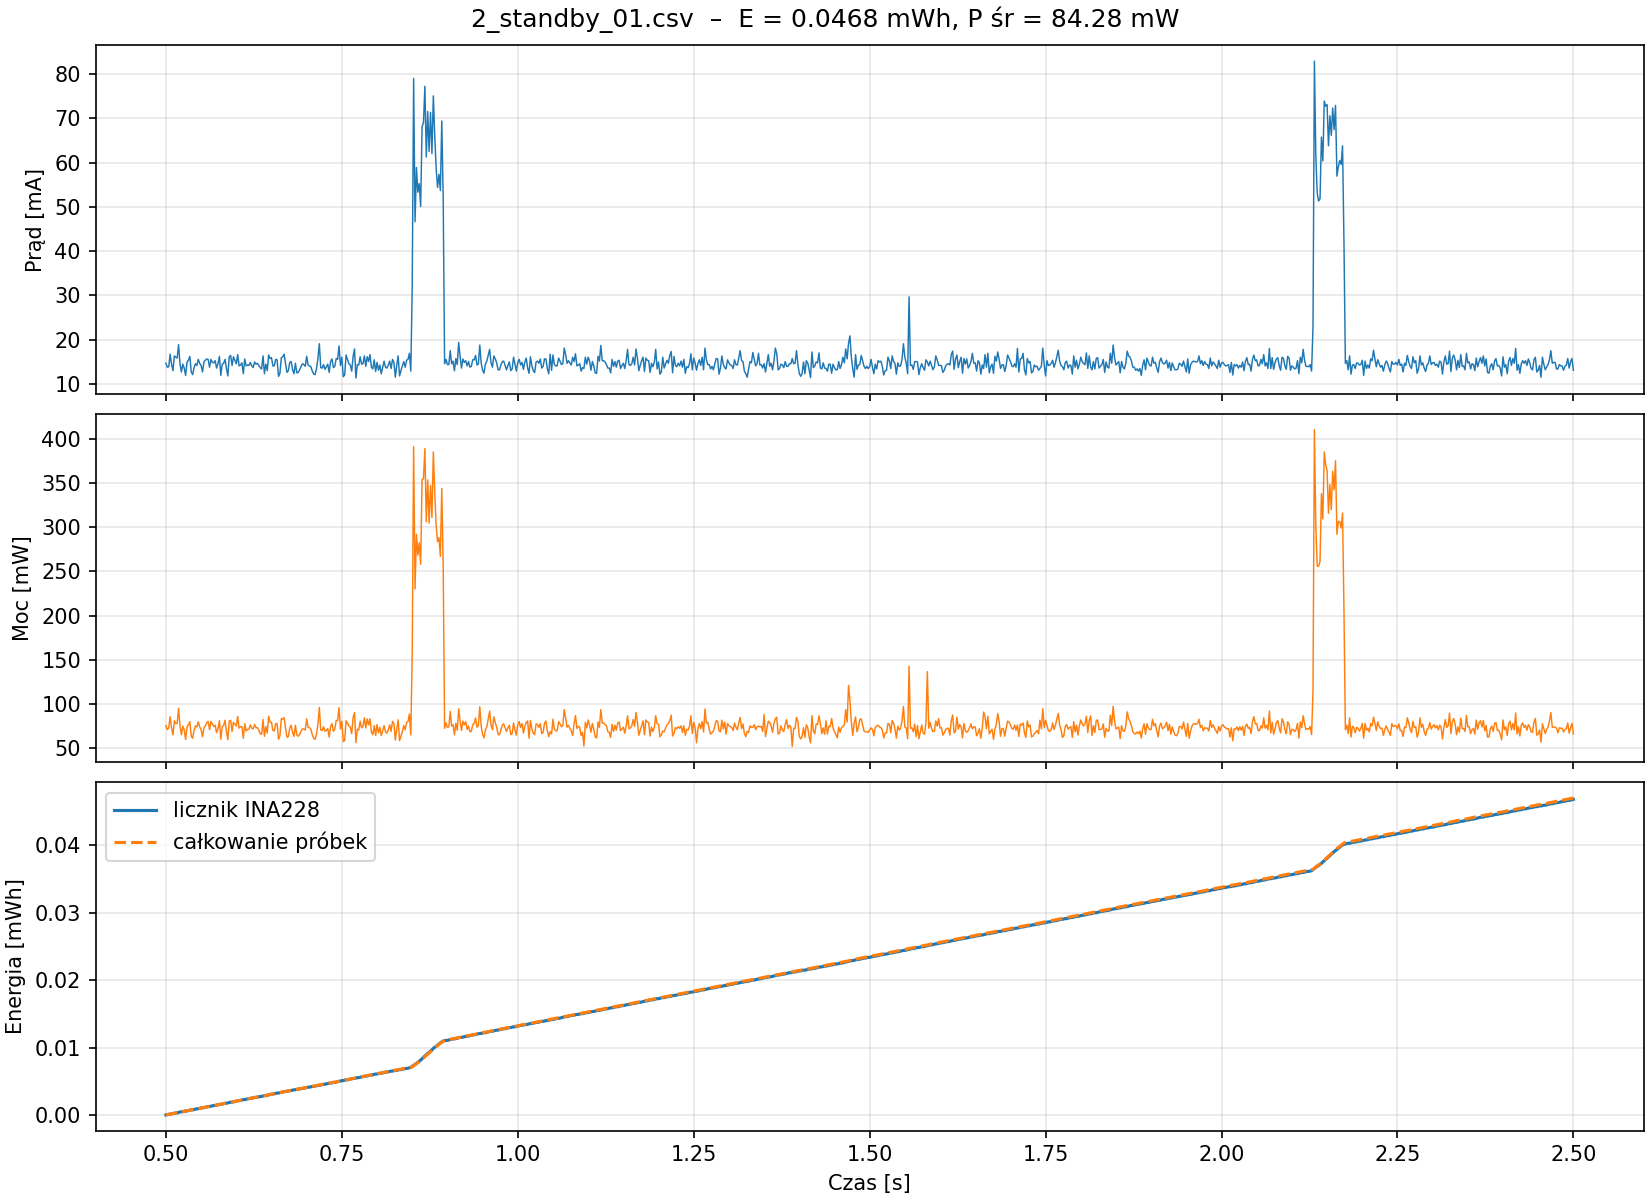 2_standby_01.csv – E = 0.0468 mWh, P śr = 84.28 mW
80
70
60
50
40
30
20
10
Prąd [mA]
400
350
300
250
200
150
100
50
Moc [mW]
licznik INA228
całkowanie próbek
0.04
0.03
0.02
0.01
0.00
Energia [mWh]
0.50 0.75 1.00 1.25 1.50 1.75 2.00 2.25 2.50
Czas [s]